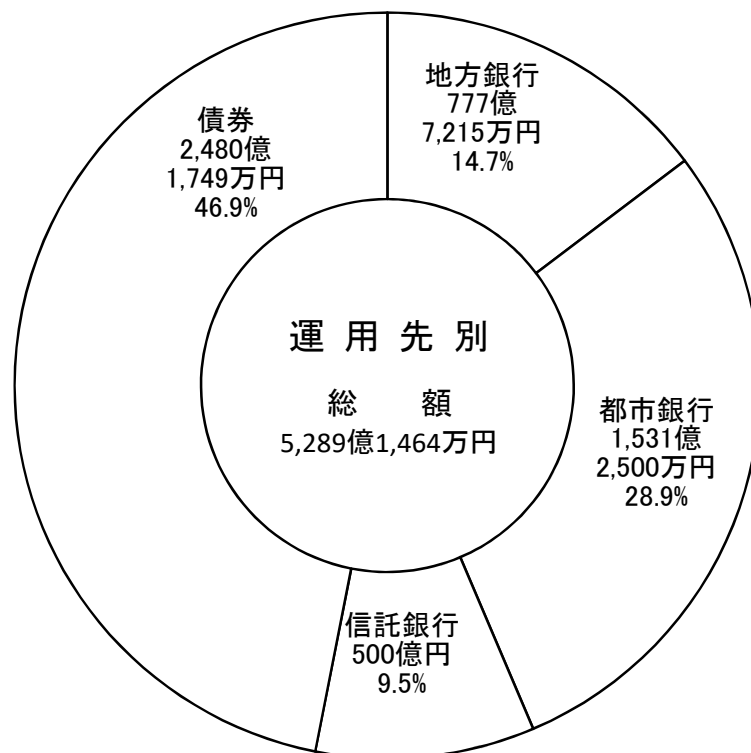 債券
2,480億
1,749万円
46.9%
地方銀行
777億
7,215万円
14.7%
運用先別
総額
5,289億1,464万円
都市銀行
1,531億
2,500万円
28.9%
信託銀行
500億円
9.5%